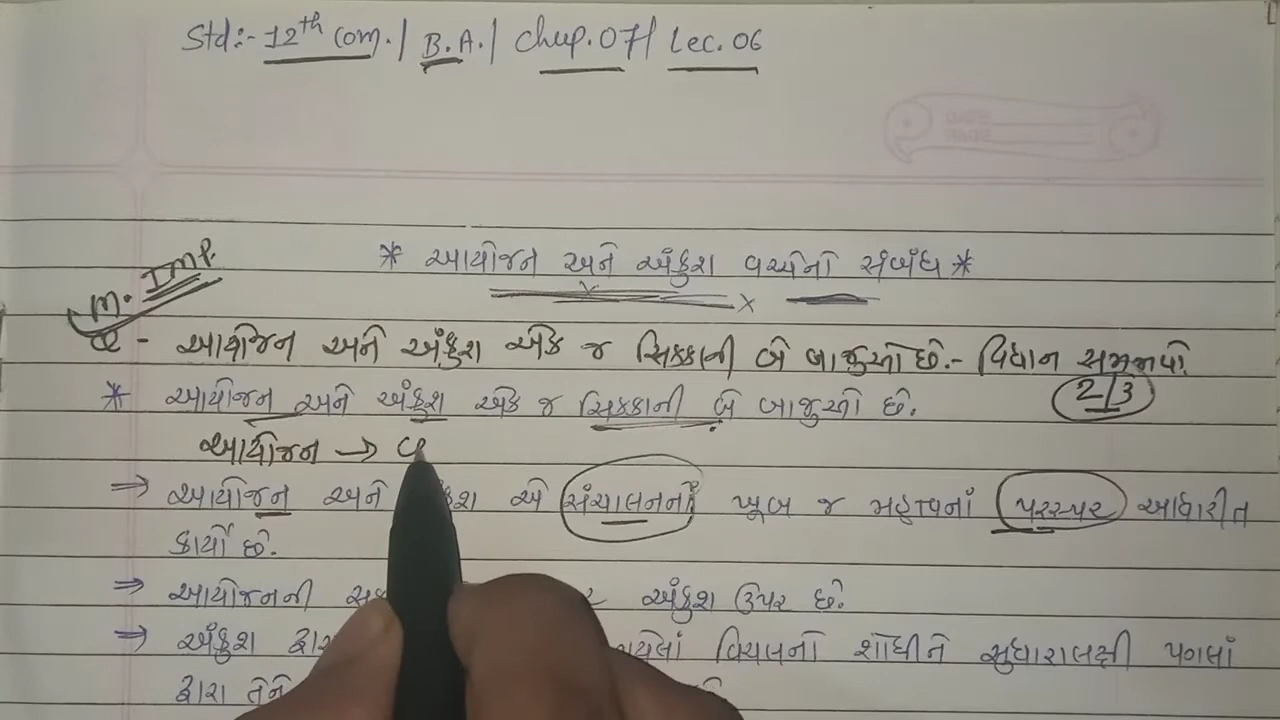 Std:- 12th com. / B.A. / Chap. 07 / Lec. 06
* આયોજન અને અંકુશ વચ્ચેનો સંબંધ *
M. IMP.
Q - આયોજન અને અંકુશ એક જ સિક્કાની બે બાજુઓ છે. - વિધાન સમજાવો.
* આયોજન અને અંકુશ એક જ સિક્કાની બે બાજુઓ છે.
2/3
આયોજન →
⇒ આયોજન અને અંકુશ એ સંચાલનનાં ખૂબ જ મહત્વનાં પરસ્પર આધારીત
કાર્યો છે.
⇒ આયોજનની અંકુશ ઉપર છે.
⇒ અંકુશ વિચલનો શોધીને સુધારાલક્ષી પગલાં
દ્વારા તેને